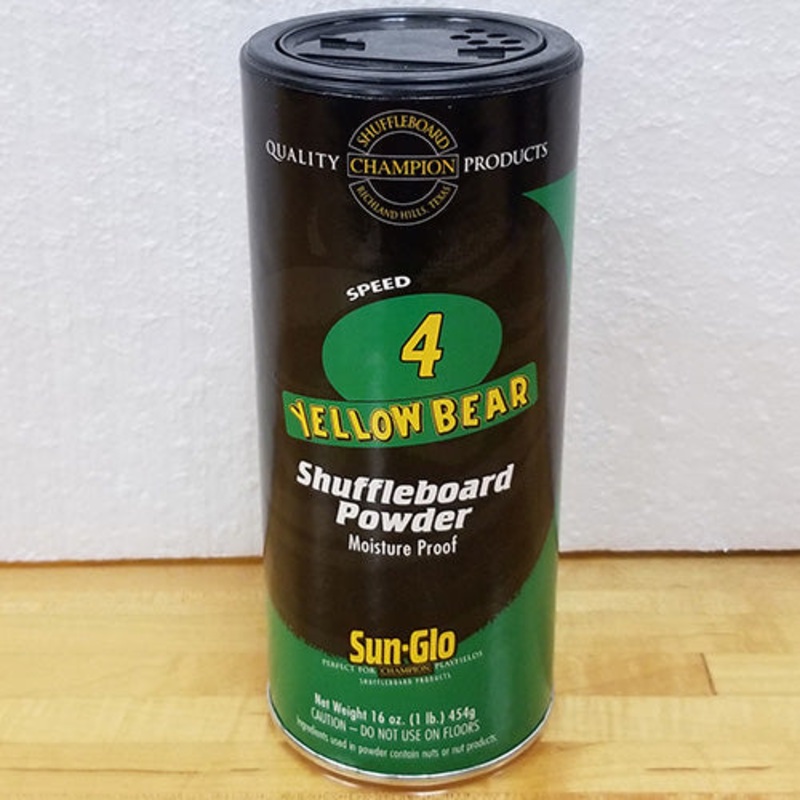 SHUFFLEBOARD
QUALITY CHAMPION PRODUCTS
RICHLAND HILLS, TEXAS
SPEED
4
YELLOW BEAR
Shuffleboard
Powder
Moisture Proof
Sun-Glo
PERFECT FOR CHAMPION PLAYFIELDS
SHUFFLEBOARD PRODUCTS
Net Weight 16 oz. (1 lb.) 454g
CAUTION – DO NOT USE ON FLOORS
Ingredients used in powder contain nuts or nut products.